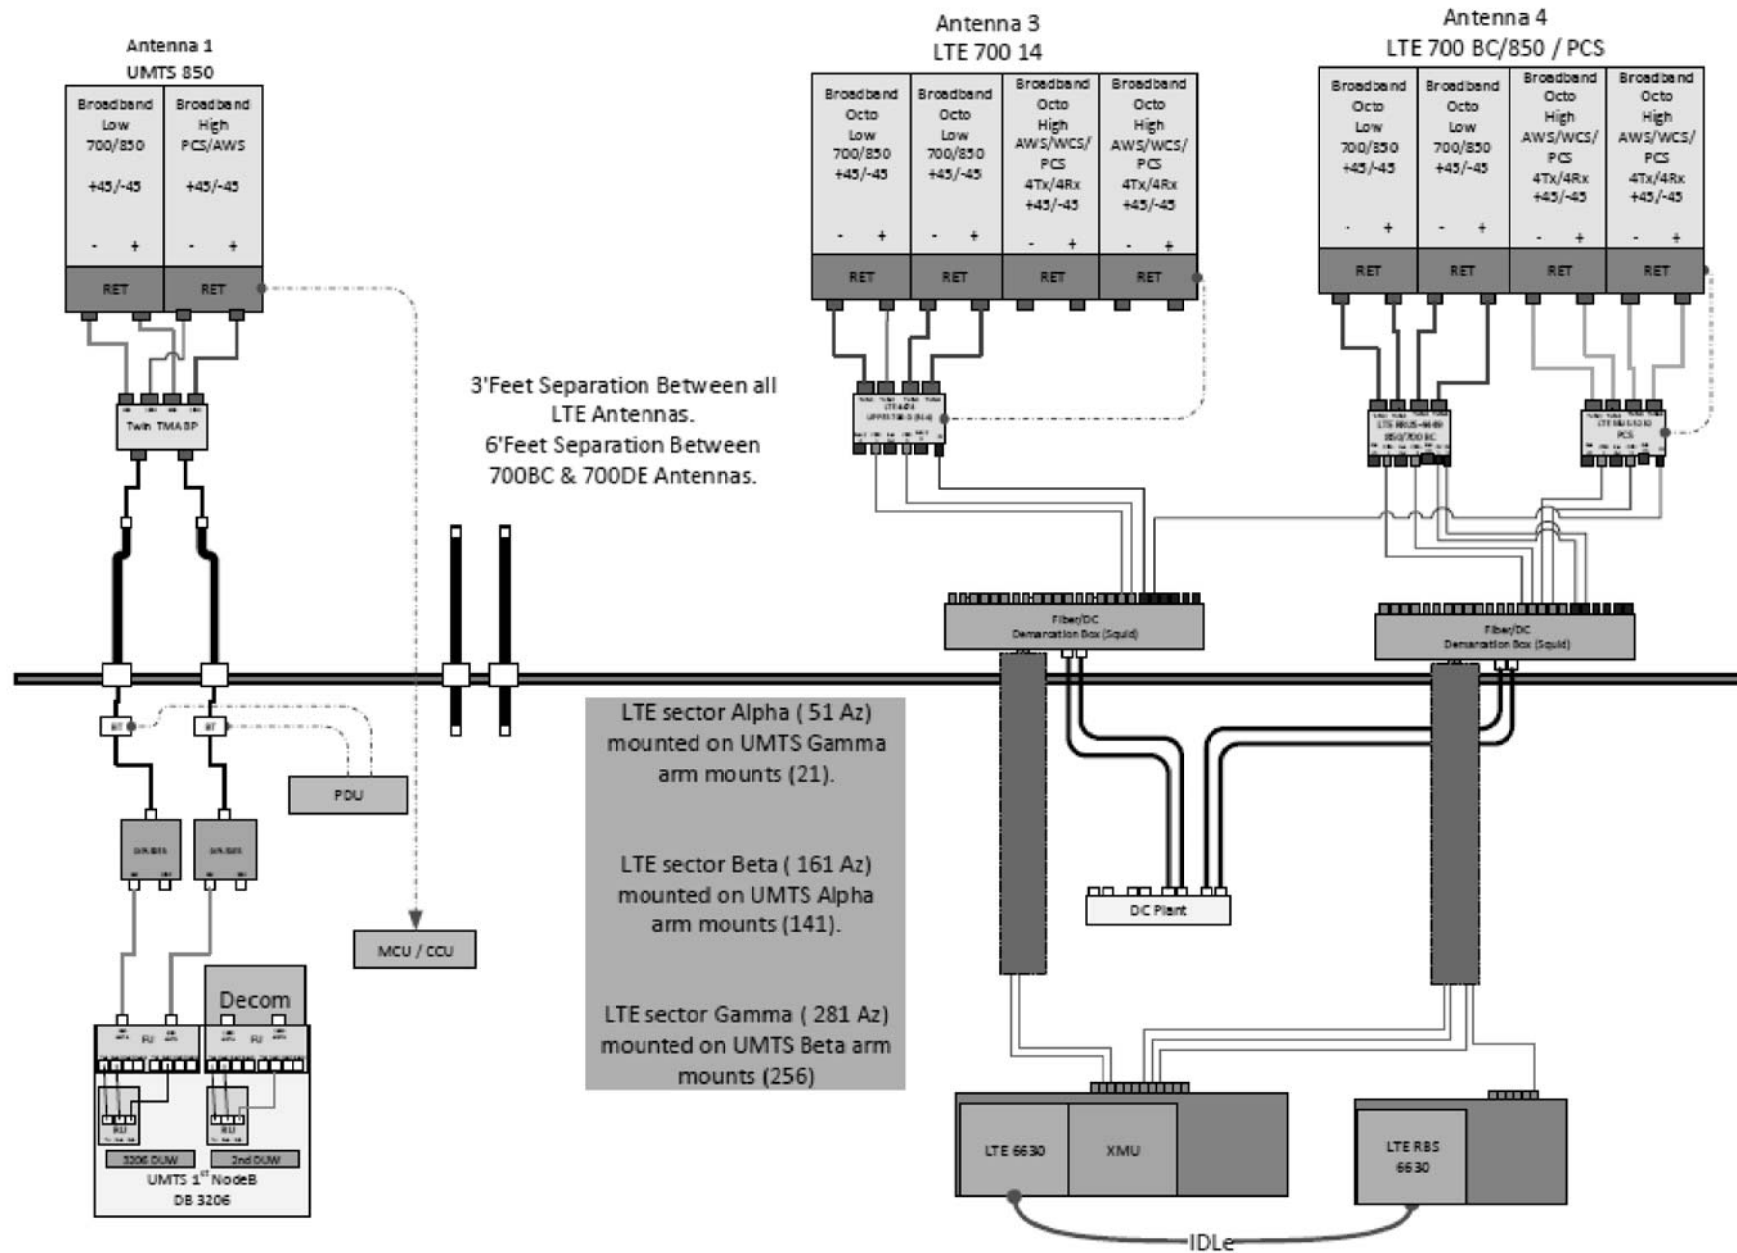 Antenna 1
UMTS 850
Broadband
Low
700/850
+45/-45
- +
RET
Broadband
High
PCS/AWS
+45/-45
- +
RET
Twin TMA BP
Antenna 3
LTE 700 14
Broadband
Octo
Low
700/850
+45/-45
- +
RET
Broadband
Octo
Low
700/850
+45/-45
- +
RET
Broadband
Octo
High
AWS/WCS/
PCS
4Tx/4Rx
+45/-45
- +
RET
Broadband
Octo
High
AWS/WCS/
PCS
4Tx/4Rx
+45/-45
- +
RET
Antenna 4
LTE 700 BC/850 / PCS
Broadband
Octo
Low
700/850
+45/-45
- +
RET
Broadband
Octo
Low
700/850
+45/-45
- +
RET
Broadband
Octo
High
AWS/WCS/
PCS
4Tx/4Rx
+45/-45
- +
RET
Broadband
Octo
High
AWS/WCS/
PCS
4Tx/4Rx
+45/-45
- +
RET
3'Feet Separation Between all
LTE Antennas.
6'Feet Separation Between
700BC & 700DE Antennas.
850/700 BC
PCS
Fiber/DC
Demarcation Box (Squid)
Fiber/DC
Demarcation Box (Squid)
BT
BT
PDU
MCU / CCU
LTE sector Alpha ( 51 Az)
mounted on UMTS Gamma
arm mounts (21).
LTE sector Beta ( 161 Az)
mounted on UMTS Alpha
arm mounts (141).
LTE sector Gamma ( 281 Az)
mounted on UMTS Beta arm
mounts (256)
DC Plant
Decom
FU
FU
RU
RU
3206 DUW
2nd DUW
UMTS 1ST NodeB
DB 3206
LTE 6630
XMU
LTE RBS
6630
IDLe